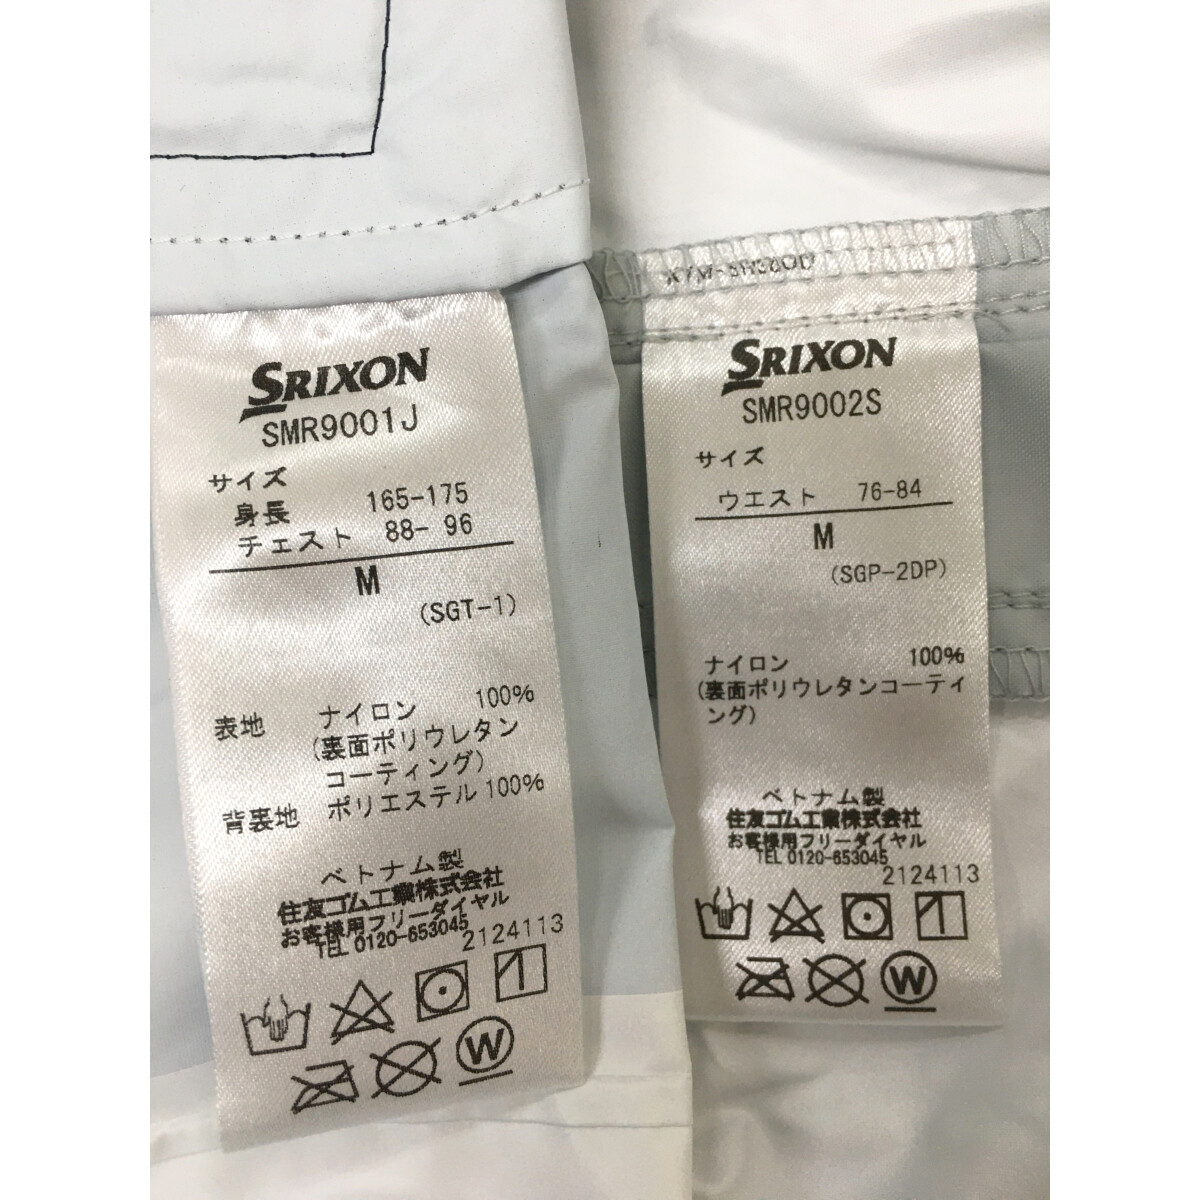 SRIXON
SMR9001J
サイズ
身長 165-175
チェスト 88- 96
M
(SGT-1)
表地 ナイロン 100%
(裏面ポリウレタン
コーティング)
背裏地 ポリエステル 100%
ベトナム製
住友ゴム工業株式会社
お客様用フリーダイヤル
TEL 0120-653045
2124113
W
SRIXON
SMR9002S
サイズ
ウエスト 76-84
M
(SGP-2DP)
ナイロン 100%
(裏面ポリウレタンコーティ
ング)
ベトナム製
住友ゴム工業株式会社
お客様用フリーダイヤル
TEL 0120-653045
2124113
W